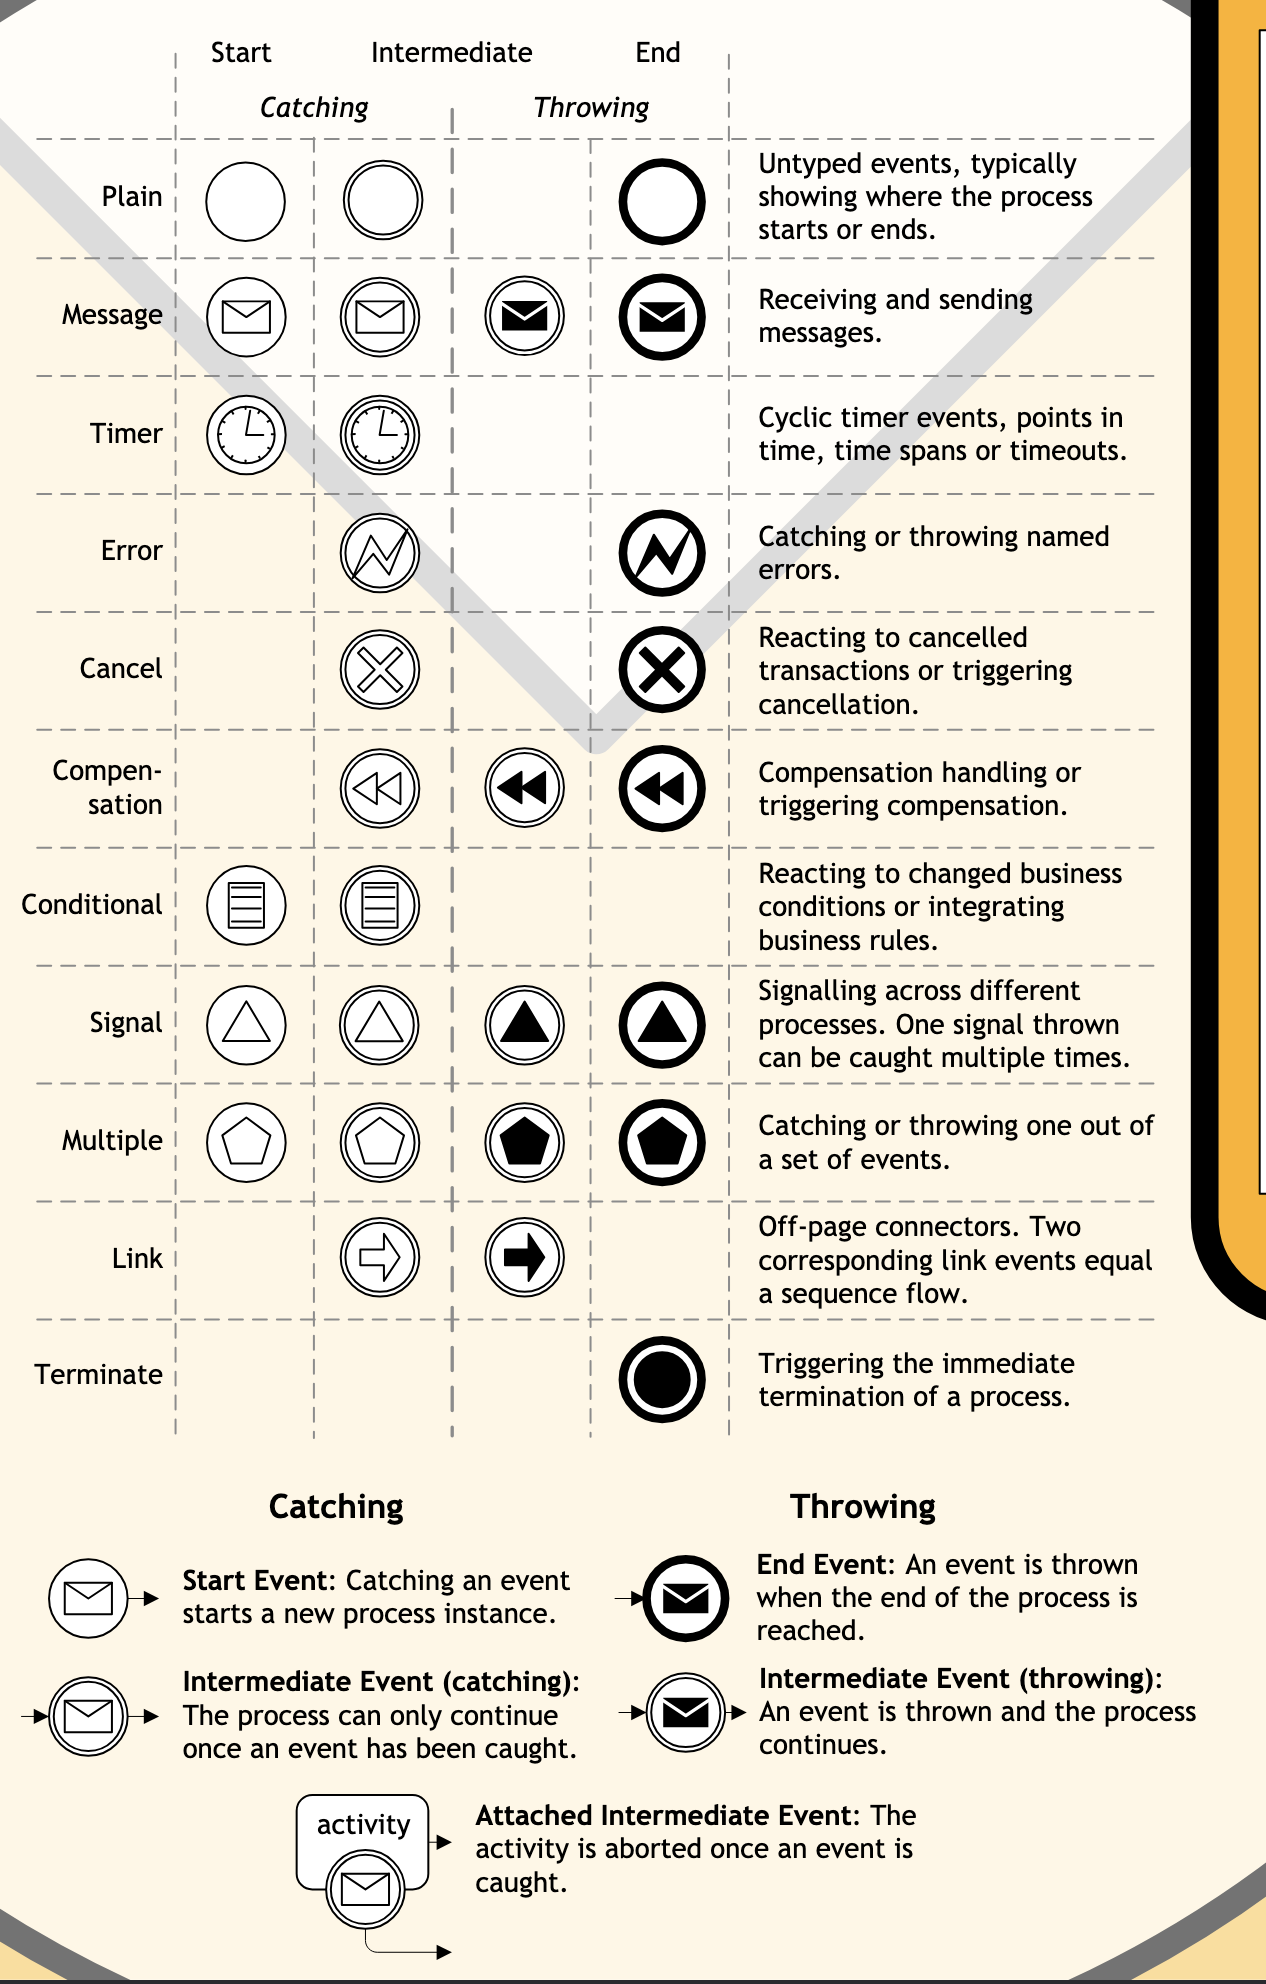 Start Intermediate End
Catching Throwing
Plain
Untyped events, typically
showing where the process
starts or ends.
Message
Receiving and sending
messages.
Timer
Cyclic timer events, points in
time, time spans or timeouts.
Error
Catching or throwing named
errors.
Cancel
Reacting to cancelled
transactions or triggering
cancellation.
Compen-
sation
Compensation handling or
triggering compensation.
Conditional
Reacting to changed business
conditions or integrating
business rules.
Signal
Signalling across different
processes. One signal thrown
can be caught multiple times.
Multiple
Catching or throwing one out of
a set of events.
Link
Off-page connectors. Two
corresponding link events equal
a sequence flow.
Terminate
Triggering the immediate
termination of a process.
Catching
Start Event: Catching an event
starts a new process instance.
Intermediate Event (catching):
The process can only continue
once an event has been caught.
Throwing
End Event: An event is thrown
when the end of the process is
reached.
Intermediate Event (throwing):
An event is thrown and the process
continues.
activity
Attached Intermediate Event: The
activity is aborted once an event is
caught.